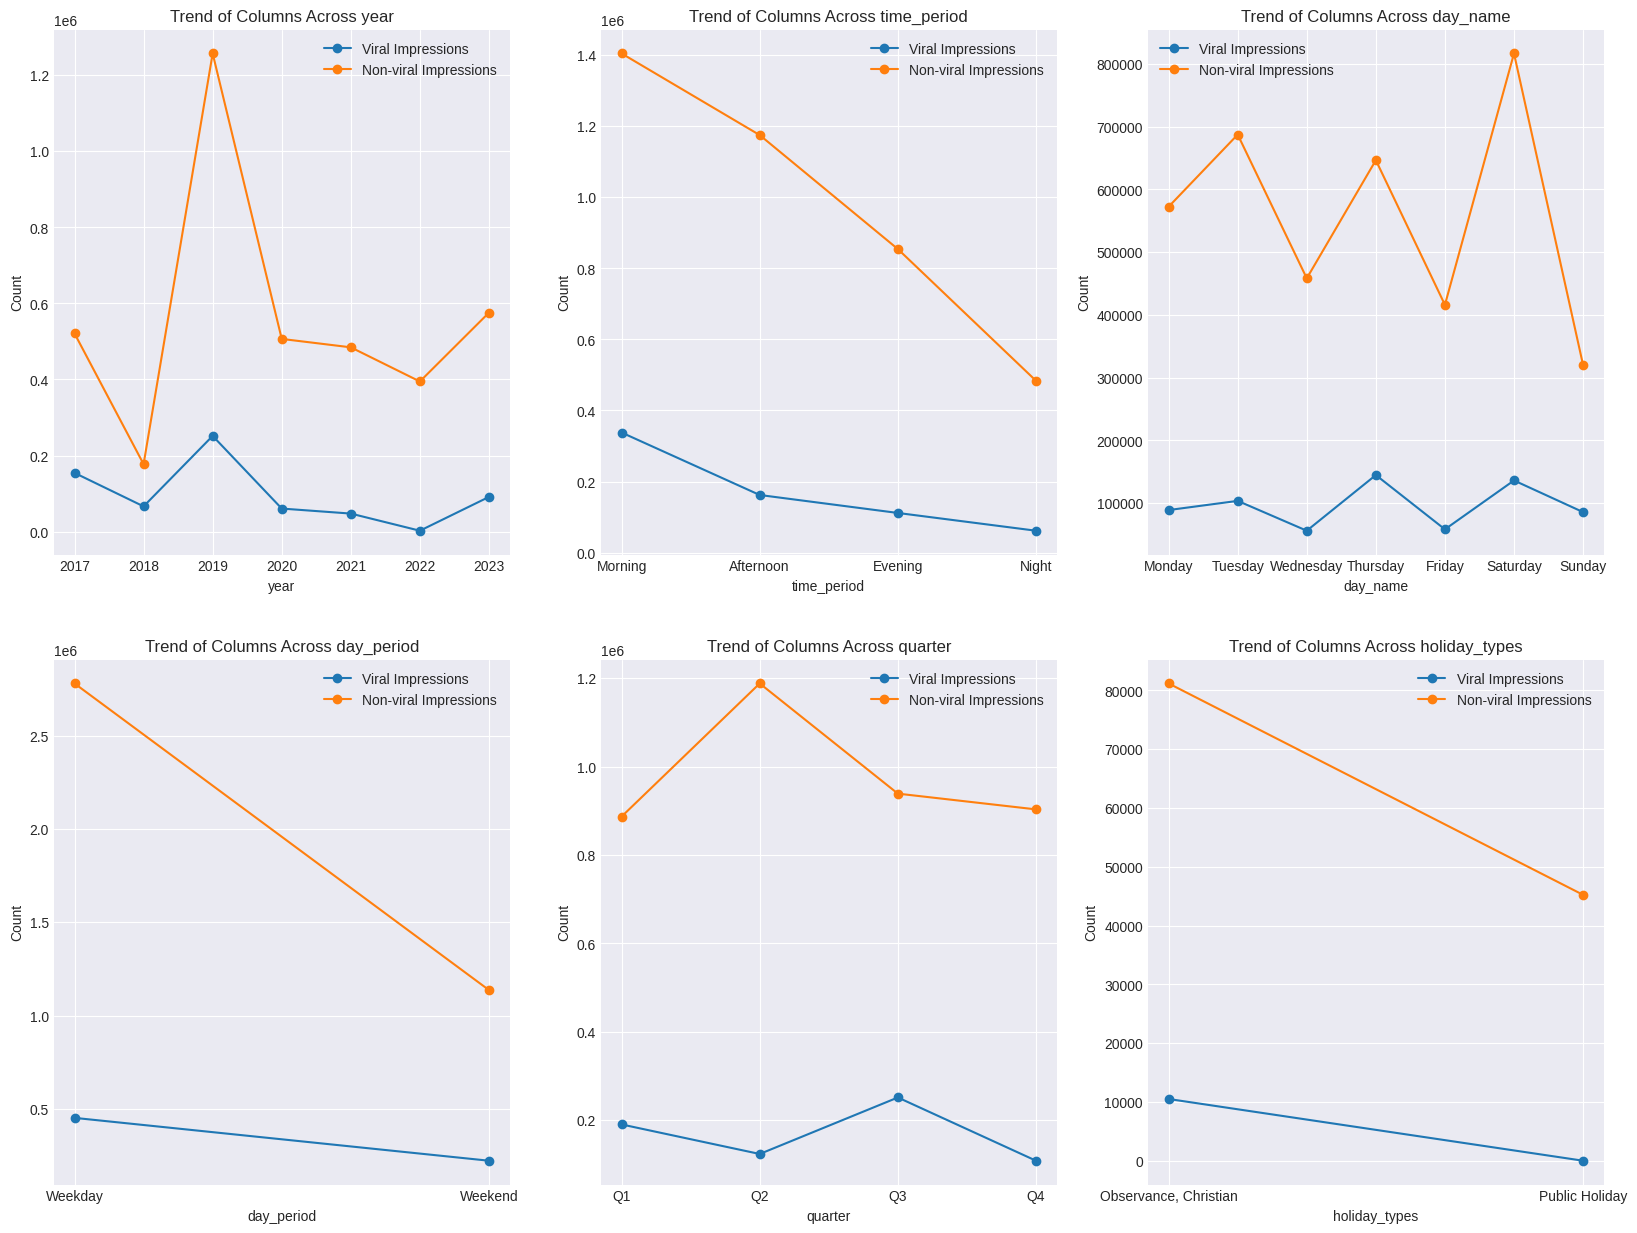 Trend of Columns Across year
1e6
Viral Impressions
Non-viral Impressions
1.2
1.0
0.8
0.6
0.4
0.2
0.0
Count
2017 2018 2019 2020 2021 2022 2023
year
Trend of Columns Across time_period
1e6
Viral Impressions
Non-viral Impressions
1.4
1.2
1.0
0.8
0.6
0.4
0.2
0.0
Count
Morning Afternoon Evening Night
time_period
Trend of Columns Across day_name
Viral Impressions
Non-viral Impressions
800000
700000
600000
500000
400000
300000
200000
100000
Count
Monday Tuesday Wednesday Thursday Friday Saturday Sunday
day_name
Trend of Columns Across day_period
1e6
Viral Impressions
Non-viral Impressions
2.5
2.0
1.5
1.0
0.5
Count
Weekday Weekend
day_period
Trend of Columns Across quarter
1e6
Viral Impressions
Non-viral Impressions
1.2
1.0
0.8
0.6
0.4
0.2
Count
Q1 Q2 Q3 Q4
quarter
Trend of Columns Across holiday_types
Viral Impressions
Non-viral Impressions
80000
70000
60000
50000
40000
30000
20000
10000
0
Count
Observance, Christian Public Holiday
holiday_types